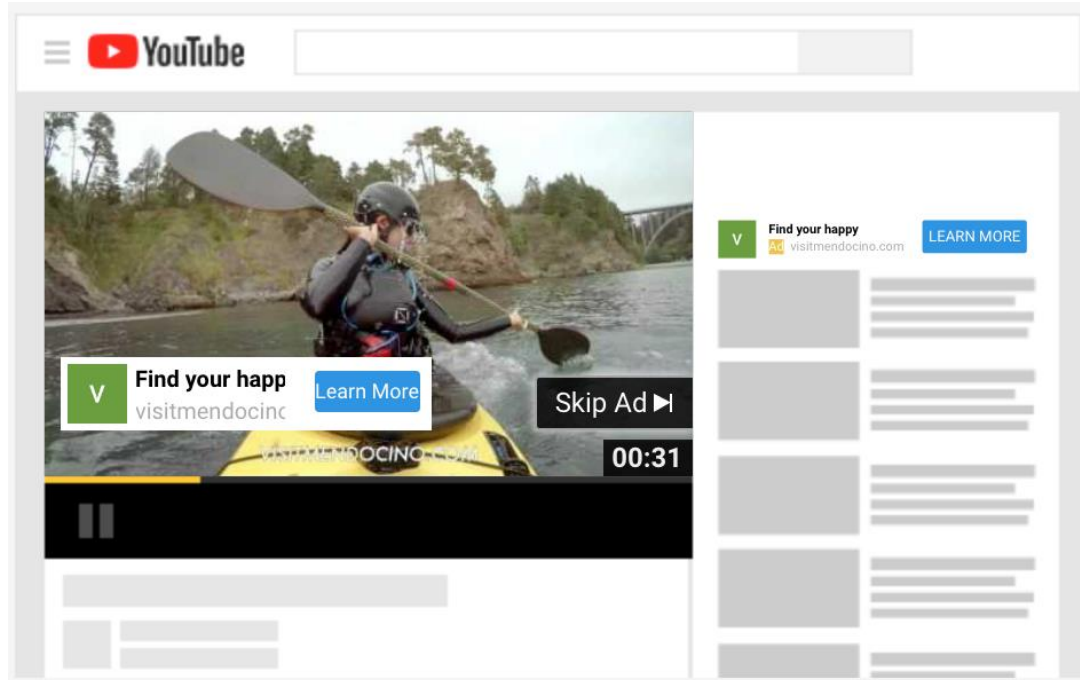 YouTube
V
Find your happ
visitmendocinc
Learn More
Skip Ad
VISITMENDOCINO.COM
00:31
V
Find your happy
Ad visitmendocino.com
LEARN MORE